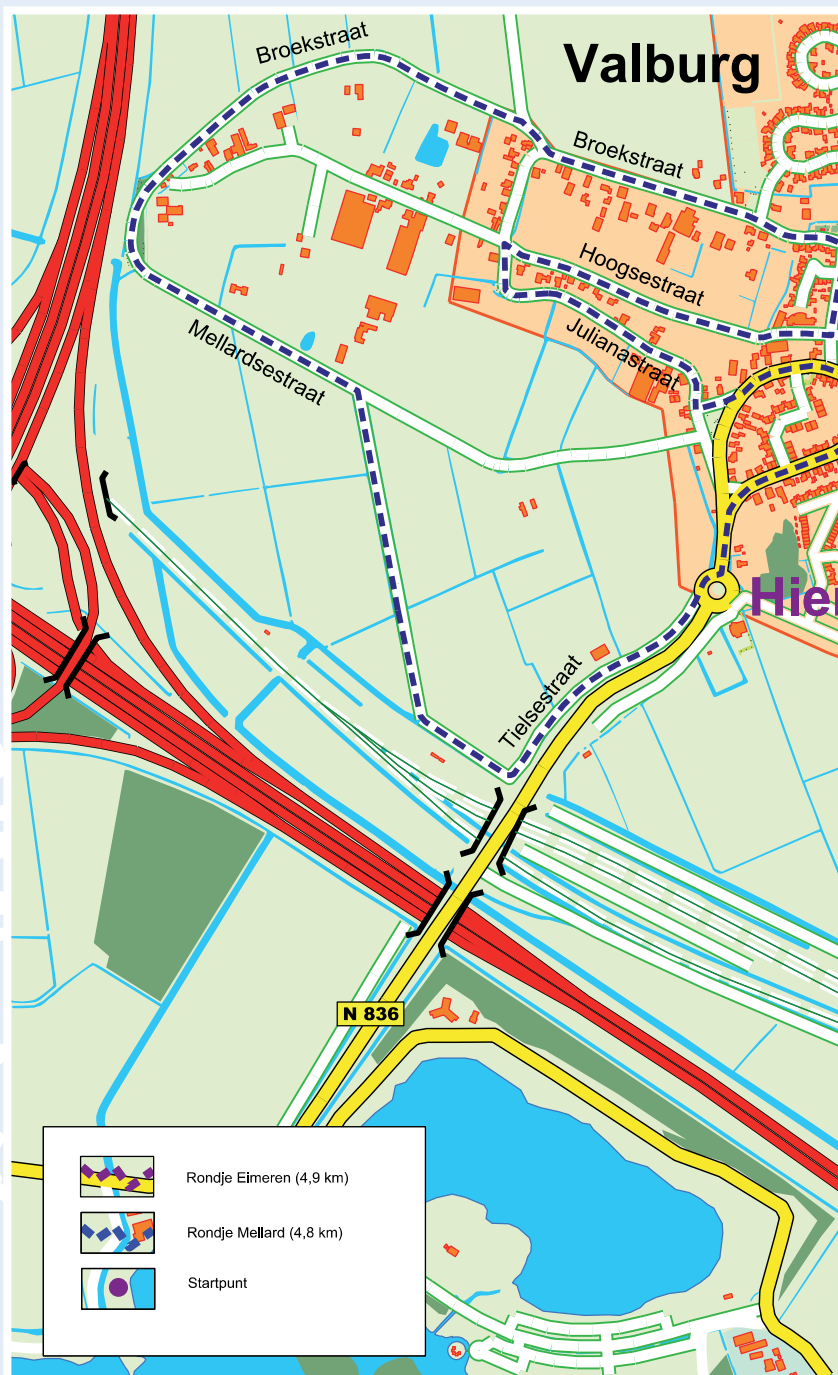 Broekstraat
Valburg
Broekstraat
Hoogsestraat
Julianastraat
Mellardsestraat
Hier
Tielsestraat
N 836
Rondje Eimeren (4,9 km)
Rondje Mellard (4,8 km)
Startpunt